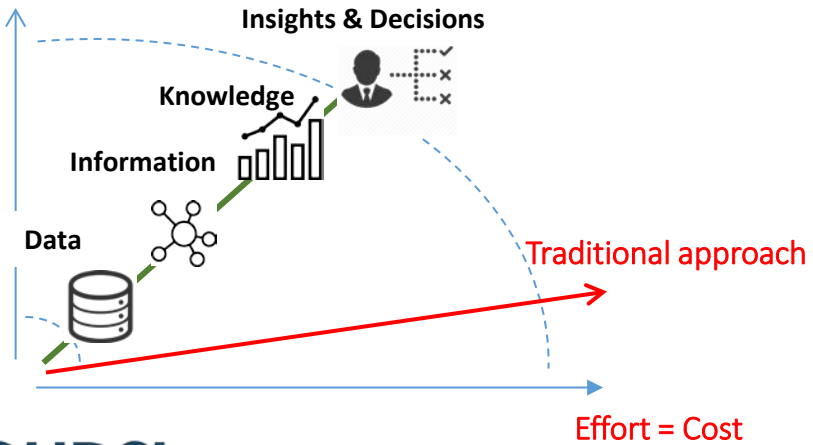 Insights & Decisions
Knowledge
Information
Data
Traditional approach
Effort = Cost